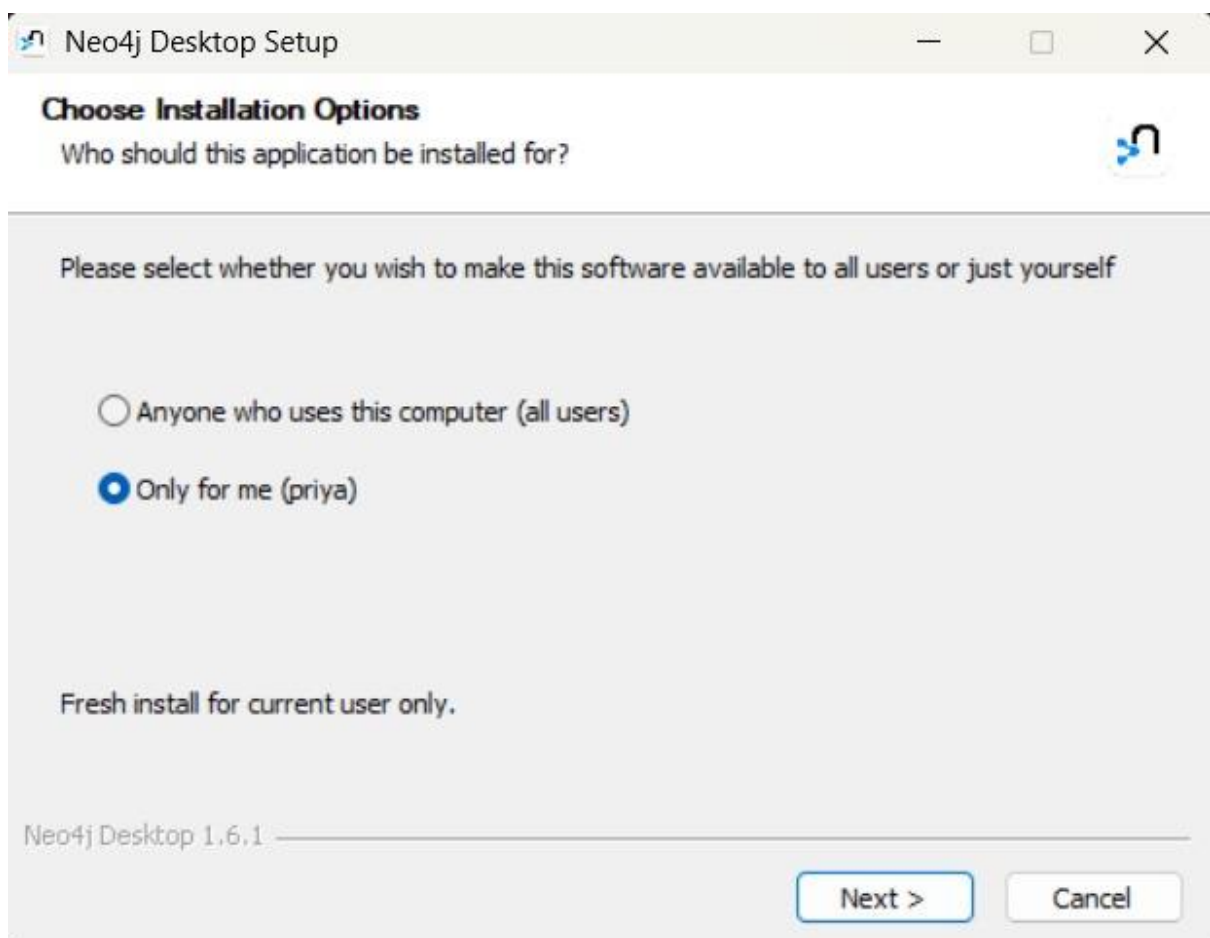 Neo4j Desktop Setup
Choose Installation Options
Who should this application be installed for?
Please select whether you wish to make this software available to all users or just yourself
Anyone who uses this computer (all users)
Only for me (priya)
Fresh install for current user only.
Neo4j Desktop 1.6.1
Next >
Cancel